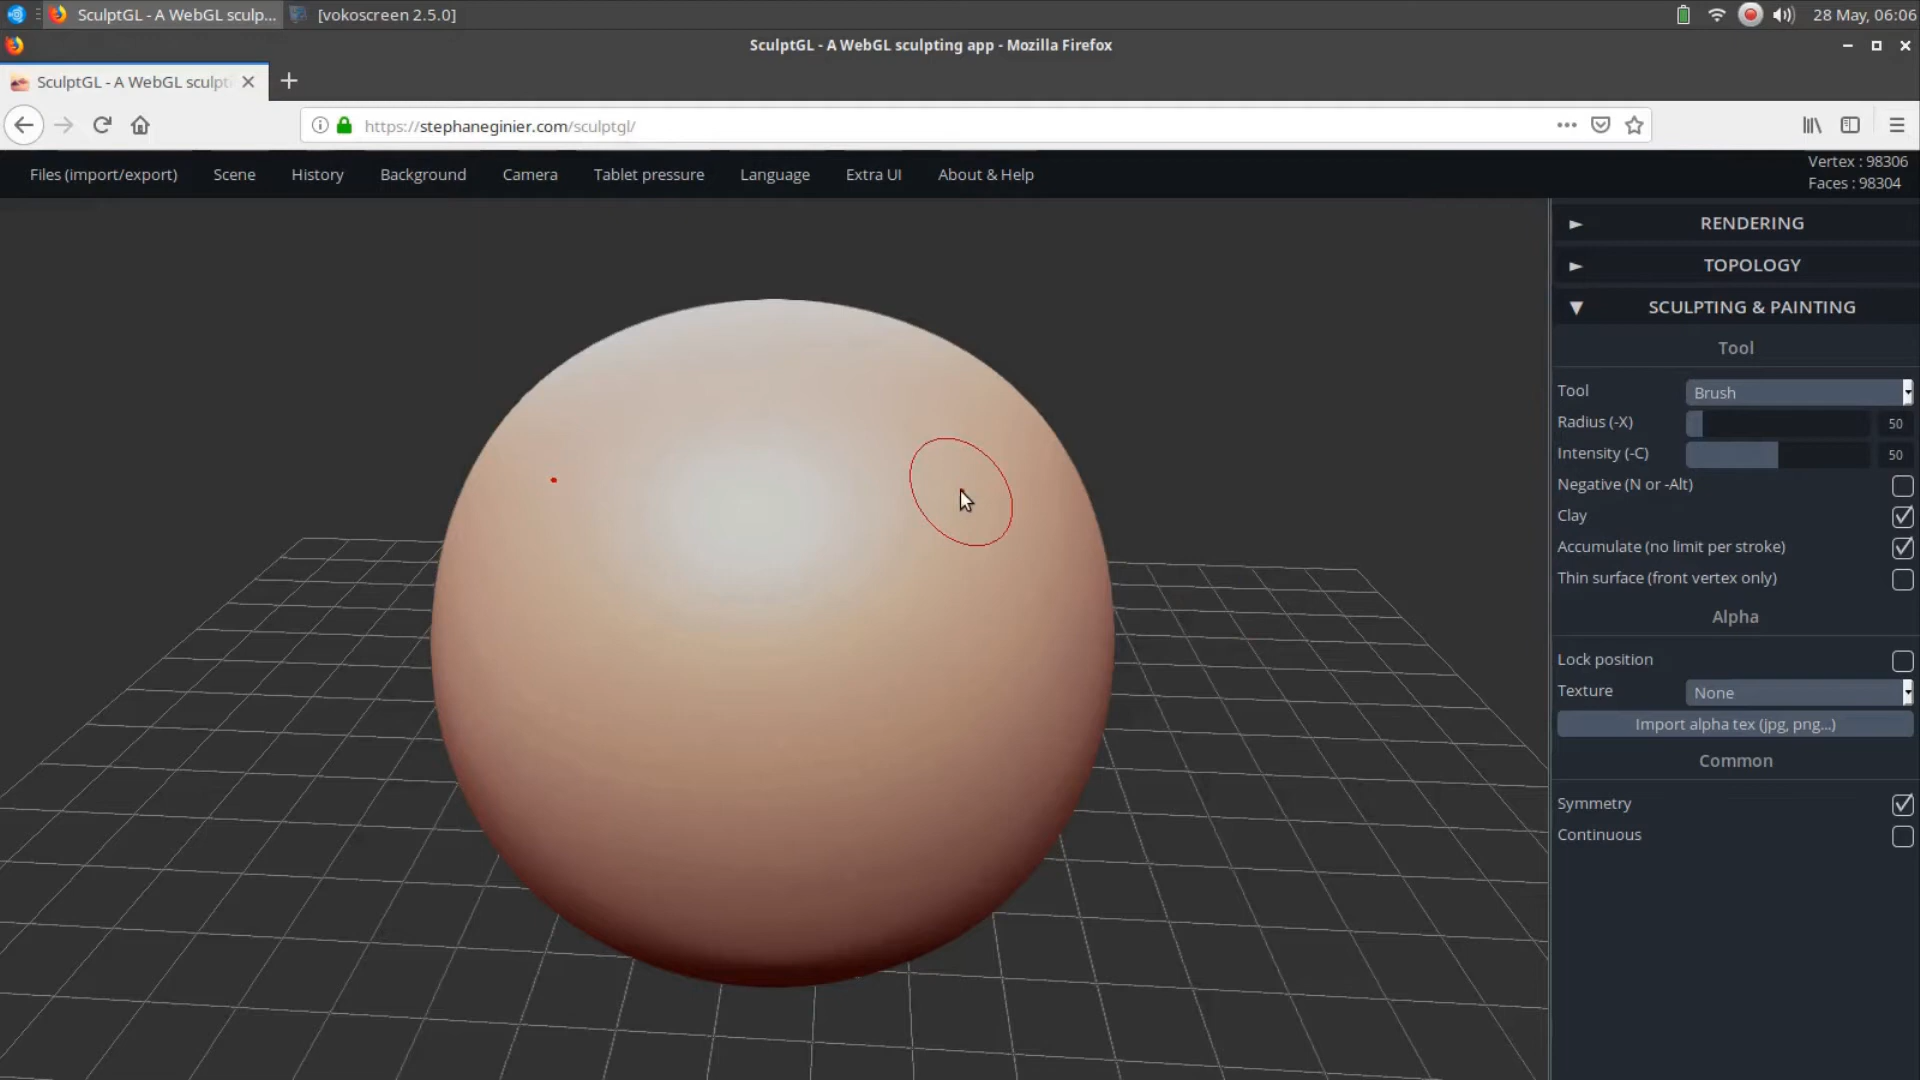 SculptGL - A WebGL sculp...
[vokoscreen 2.5.0]
28 May, 06:06
SculptGL - A WebGL sculpting app - Mozilla Firefox
SculptGL - A WebGL sculpti
https://stephaneginier.com/sculptgl/
Files (import/export)
Scene
History
Background
Camera
Tablet pressure
Language
Extra UI
About & Help
Vertex : 98306
Faces : 98304
RENDERING
TOPOLOGY
SCULPTING & PAINTING
Tool
Tool
Brush
Radius (-X)
50
Intensity (-C)
50
Negative (N or -Alt)
Clay
Accumulate (no limit per stroke)
Thin surface (front vertex only)
Alpha
Lock position
Texture
None
Import alpha tex (jpg, png...)
Common
Symmetry
Continuous